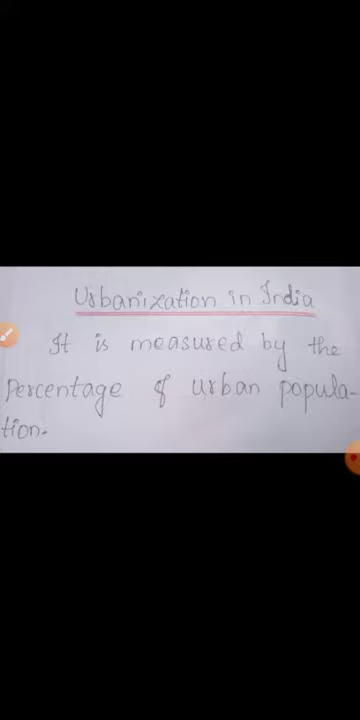 Urbanization in India
It is measured by the
Percentage of urban popula-
tion.